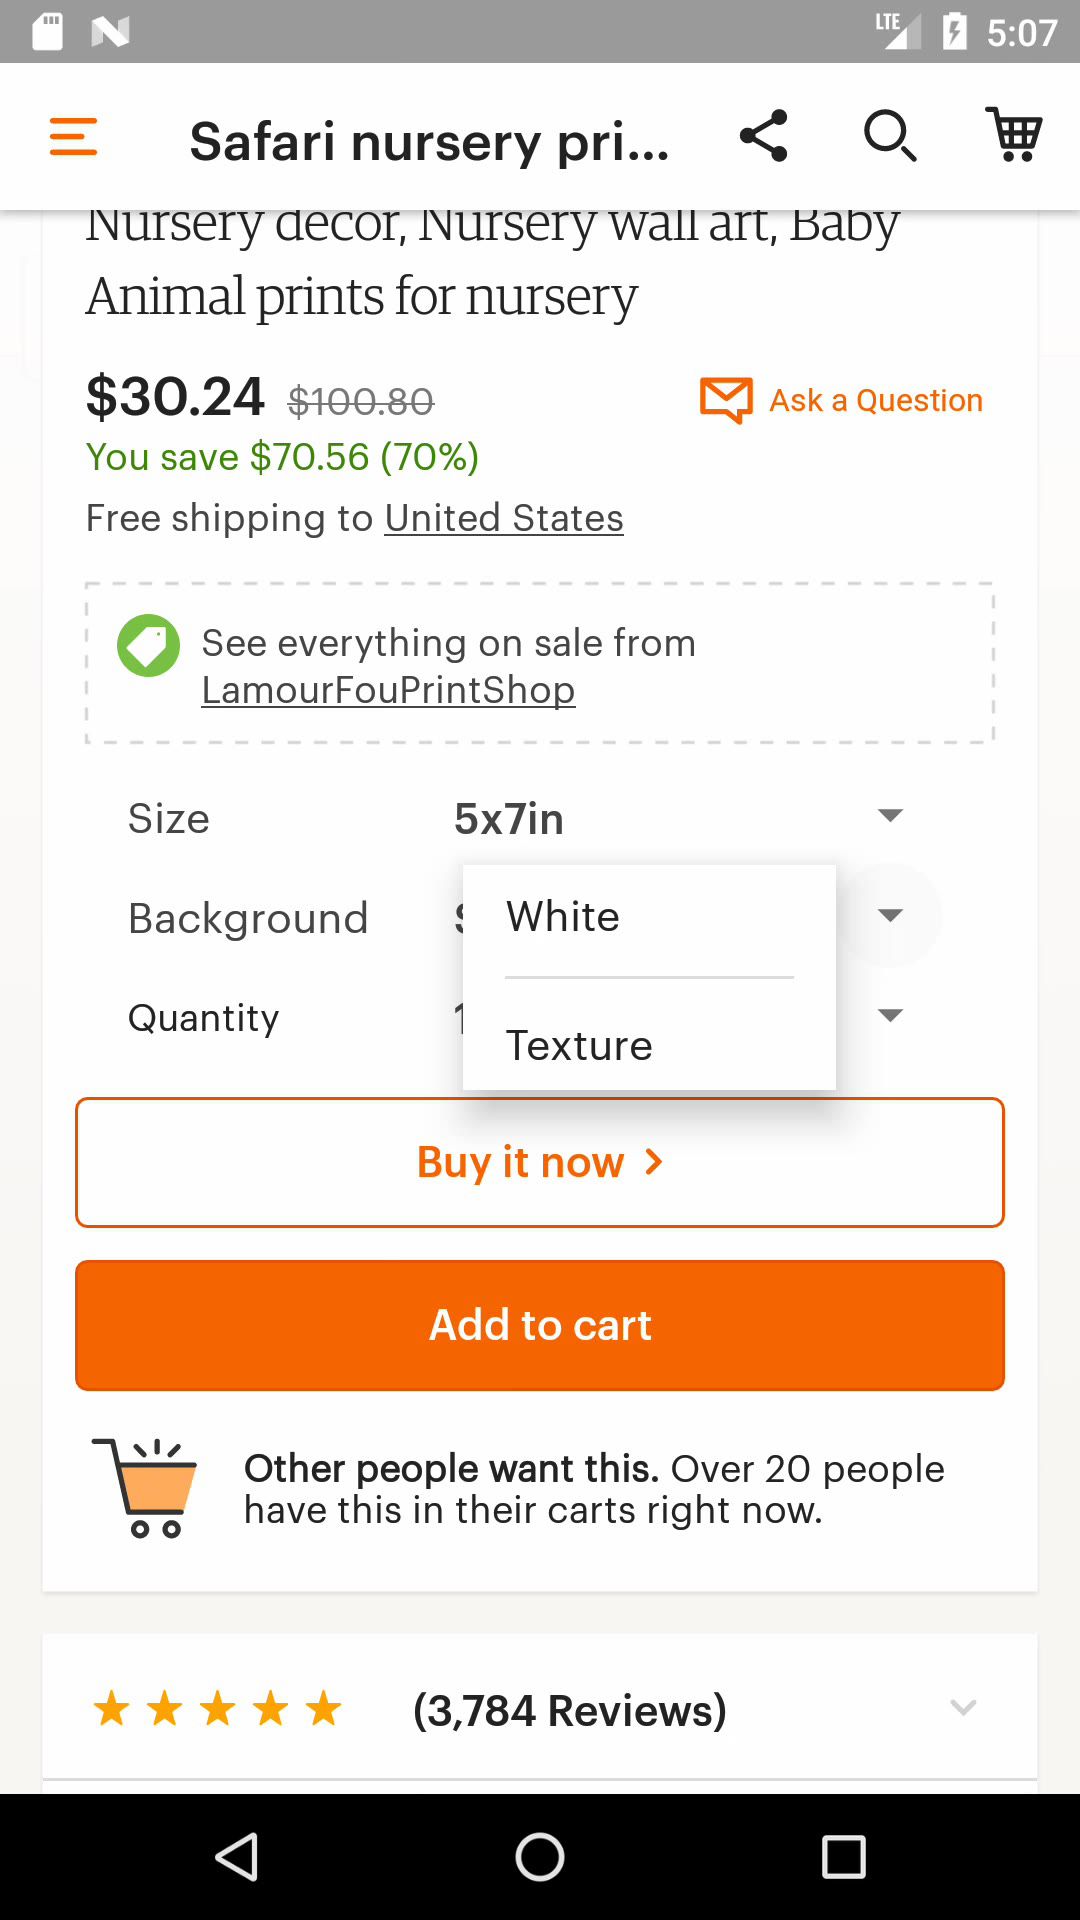 LTE 5:07
Safari nursery pri...
Nursery decor, Nursery wall art, Baby
Animal prints for nursery
$30.24 $100.80
Ask a Question
You save $70.56 (70%)
Free shipping to United States
See everything on sale from
LamourFouPrintShop
Size 5x7in
Background
White
Quantity
Texture
Buy it now
Add to cart
Other people want this. Over 20 people
have this in their carts right now.
(3,784 Reviews)